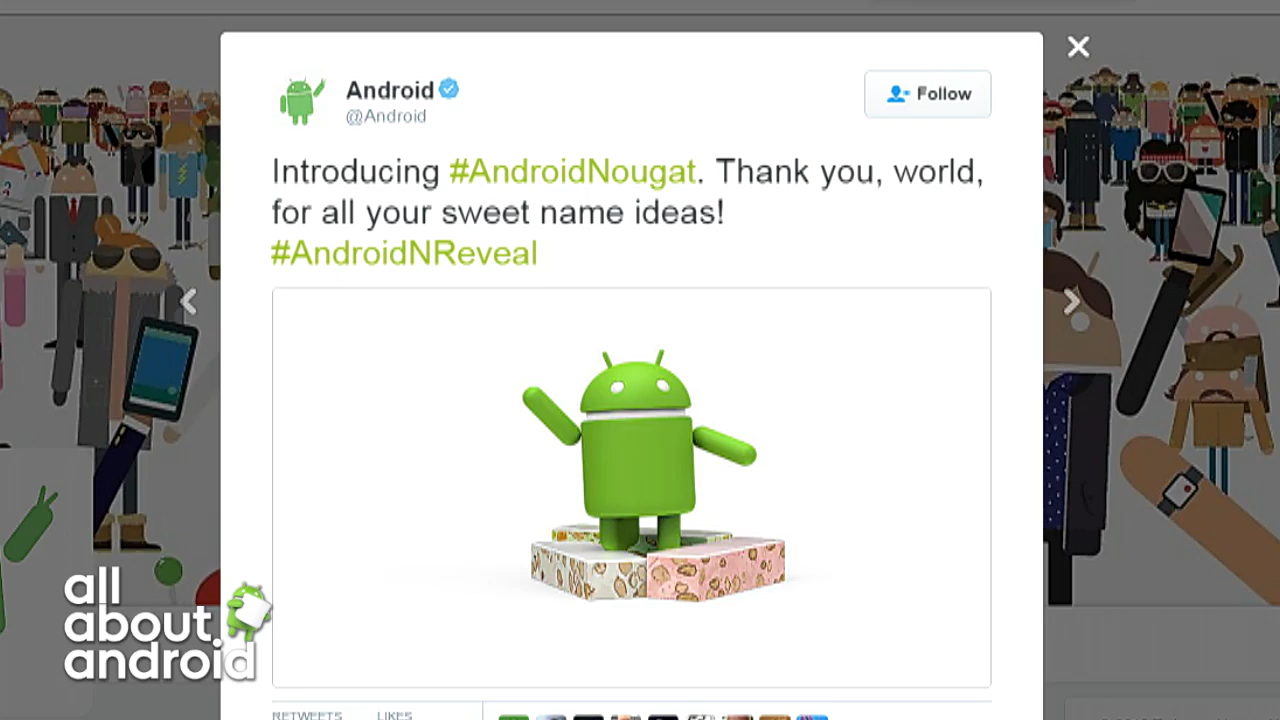 Android
@Android
Follow
Introducing #AndroidNougat. Thank you, world,
for all your sweet name ideas!
#AndroidNReveal
all
about
android
RETWEETS LIKES